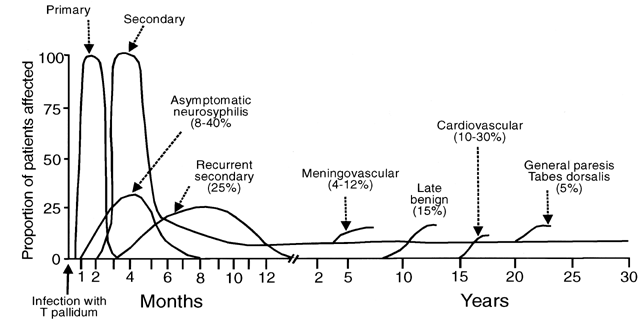 Primary
Secondary
Asymptomatic
neurosyphilis
(8-40%
Recurrent
secondary
(25%)
Meningovascular
(4-12%)
Late
benign
(15%)
Cardiovascular
(10-30%)
General paresis
Tabes dorsalis
(5%)
Proportion of patients affected
100
75
50
25
0
1 2 4 6 8 10 12 2 5 10 15 20 25 30
Infection with
T pallidum
Months
Years